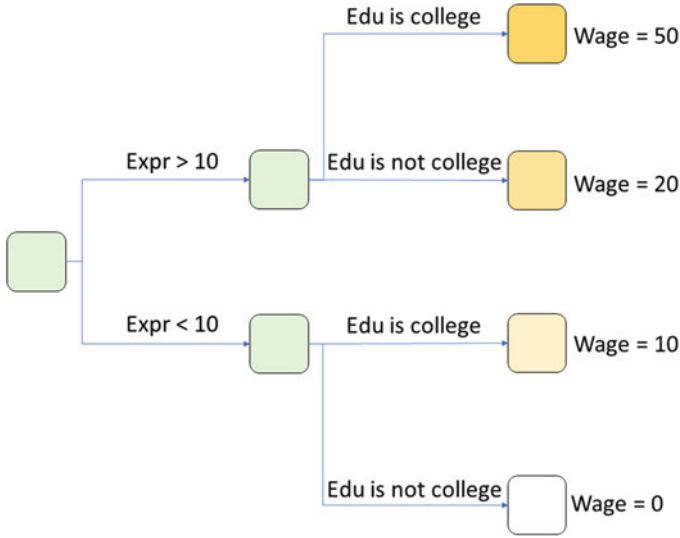 Edu is college
Wage = 50
Expr > 10
Edu is not college
Wage = 20
Expr < 10
Edu is college
Wage = 10
Edu is not college
Wage = 0